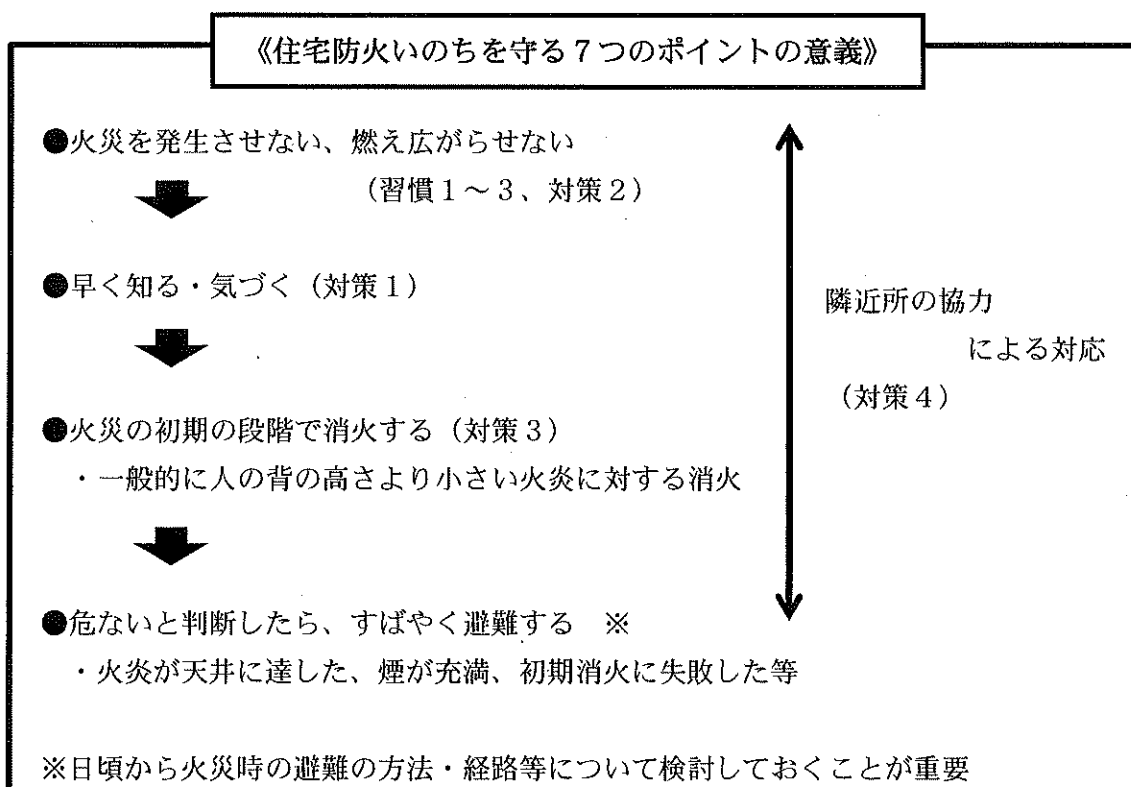 《住宅防火いのちを守る7つのポイントの意義》
●火災を発生させない、燃え広がらせない
(習慣1～3、対策2)
●早く知る・気づく(対策1)
●火災の初期の段階で消火する(対策3)
・一般的に人の背の高さより小さい火炎に対する消火
●危ないと判断したら、すばやく避難する ※
・火炎が天井に達した、煙が充満、初期消火に失敗した等
隣近所の協力
による対応
(対策4)
※日頃から火災時の避難の方法・経路等について検討しておくことが重要